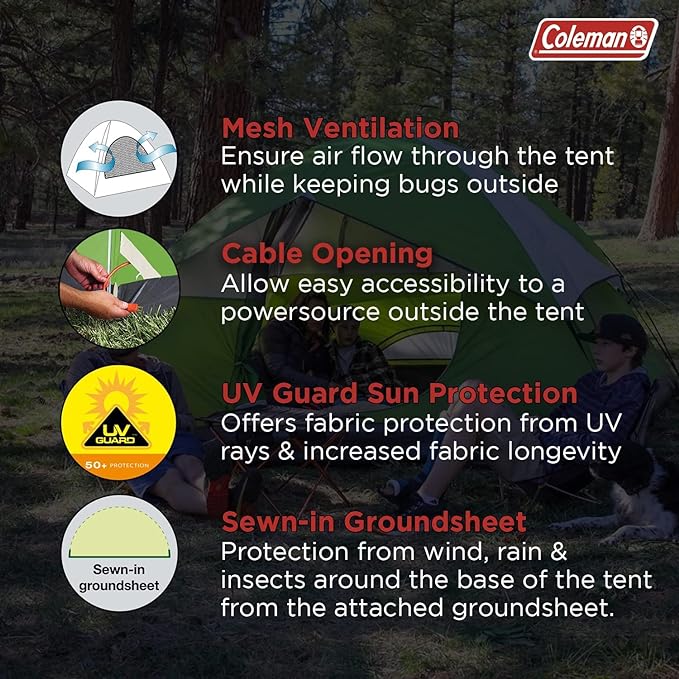 Coleman
Mesh Ventilation
Ensure air flow through the tent
while keeping bugs outside
Cable Opening
Allow easy accessibility to a
powersource outside the tent
UV GUARD
50+ PROTECTION
UV Guard Sun Protection
Offers fabric protection from UV
rays & increased fabric longevity
Sewn-in
groundsheet
Sewn-in Groundsheet
Protection from wind, rain &
insects around the base of the tent
from the attached groundsheet.